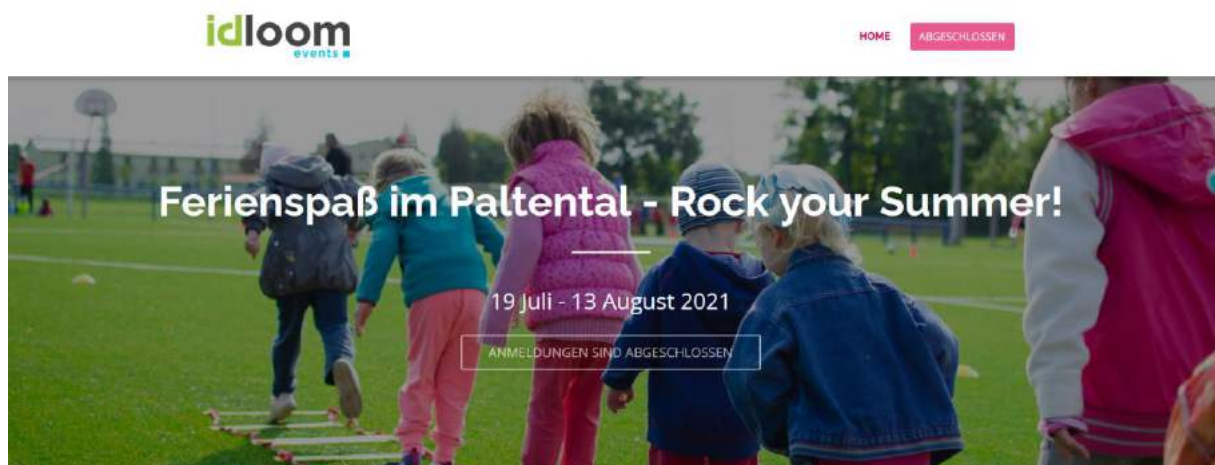 idloom
events
HOME
ABGESCHLOSSEN
Ferienspaß im Paltental - Rock your Summer!
19 Juli - 13 August 2021
ANMELDUNGEN SIND ABGESCHLOSSEN